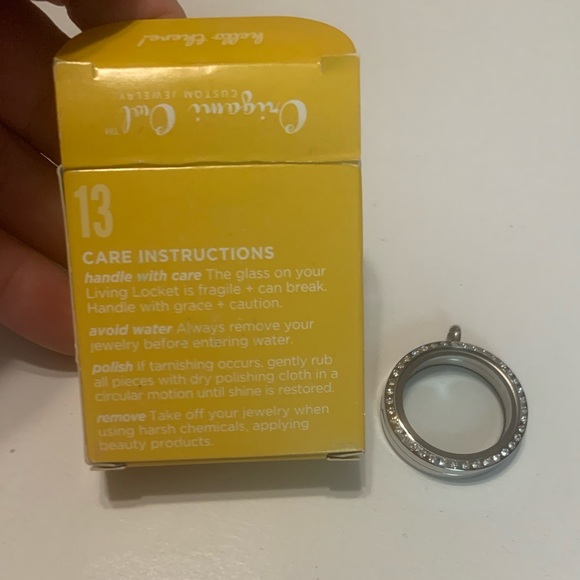 hello there!
Origami Owl™
CUSTOM JEWELRY
13
CARE INSTRUCTIONS
handle with care The glass on your
Living Locket is fragile + can break.
Handle with grace + caution.
avoid water Always remove your
jewelry before entering water.
polish If tarnishing occurs, gently rub
all pieces with dry polishing cloth in a
circular motion until shine is restored.
remove Take off your jewelry when
using harsh chemicals, applying
beauty products.